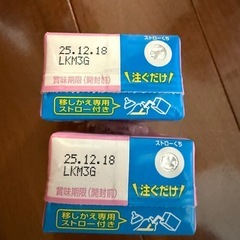 ストローくち
25.12.18
LKM3G
注ぐだけ!
賞味期限(開封前)
移しかえ専用
ストロー付き
ストローくち
25.12.18
LKM3G
注ぐだけ!
賞味期限(開封前)
移しかえ専用
ストロー付き